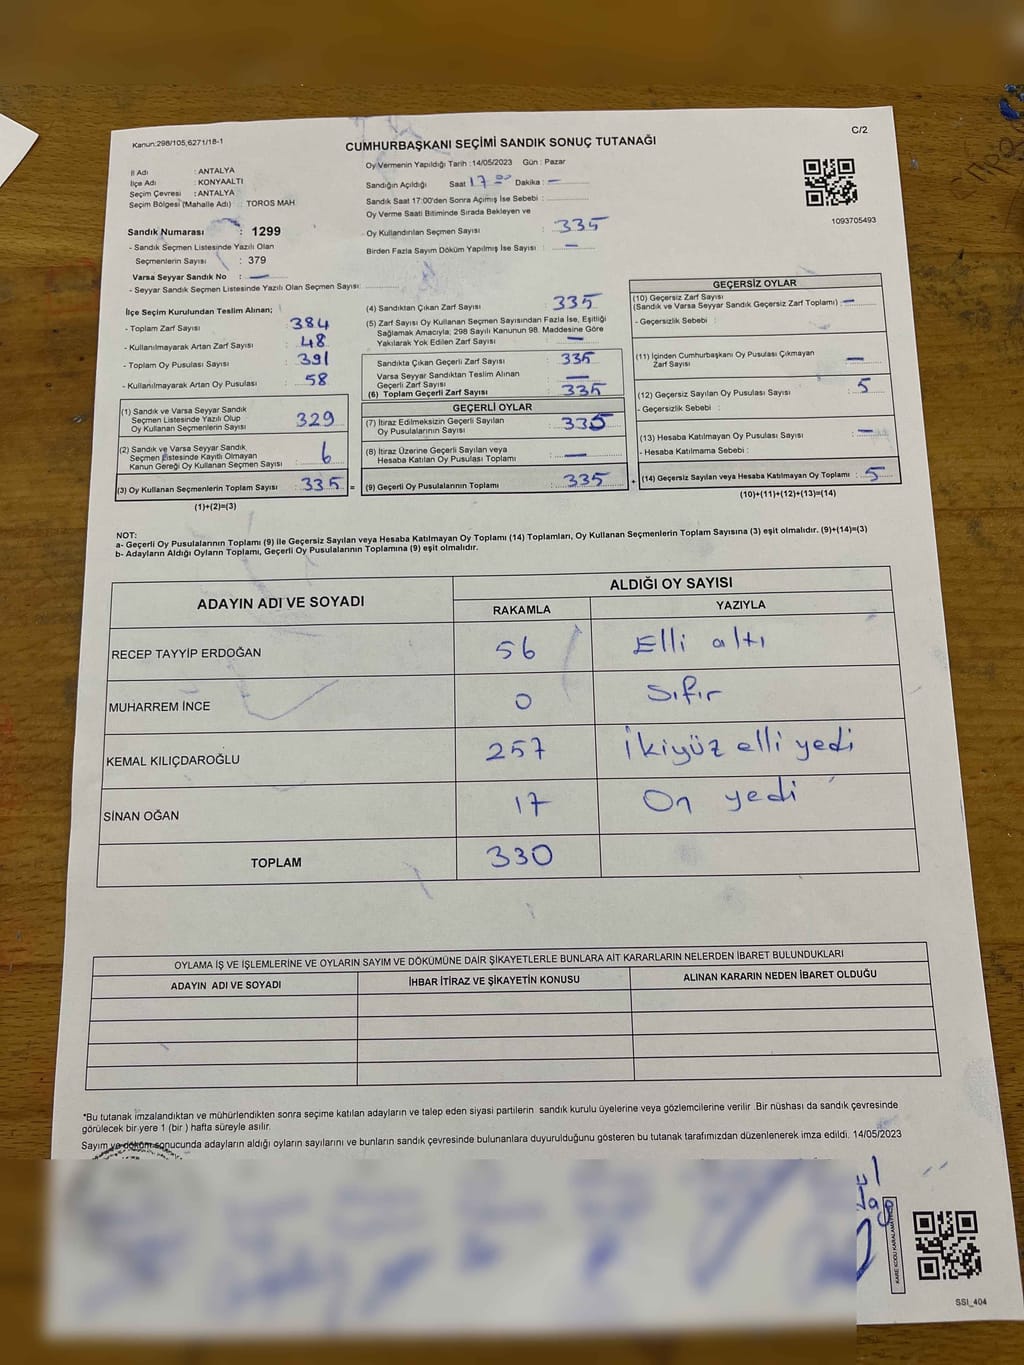 Kanun:298/105,6271/18-1
C/2
CUMHURBAŞKANI SEÇİMİ SANDIK SONUÇ TUTANAĞI
İl Adı : ANTALYA
İlçe Adı : KONYAALTI
Seçim Çevresi : ANTALYA
Seçim Bölgesi (Mahalle Adı) : TOROS MAH.
Oy Vermenin Yapıldığı Tarih :14/05/2023 Gün : Pazar
Sandığın Açıldığı Saat 17 00 Dakika : —
Sandık Saat 17:00'den Sonra Açımış İse Sebebi :
Oy Verme Saati Bitiminde Sırada Bekleyen ve
Oy Kullandırılan Seçmen Sayısı : 335
Birden Fazla Sayım Döküm Yapılmış İse Sayısı : —
1093705493
Sandık Numarası : 1299
- Sandık Seçmen Listesinde Yazılı Olan
Seçmenlerin Sayısı : 379
Varsa Seyyar Sandık No : —
- Seyyar Sandık Seçmen Listesinde Yazılı Olan Seçmen Sayısı:
İlçe Seçim Kurulundan Teslim Alınan;
- Toplam Zarf Sayısı : 384
- Kullanılmayarak Artan Zarf Sayısı : 48
- Toplam Oy Pusulası Sayısı : 391
- Kullanılmayarak Artan Oy Pusulası : 58
(1) Sandık ve Varsa Seyyar Sandık
Seçmen Listesinde Yazılı Olup
Oy Kullanan Seçmenlerin Sayısı : 329
(2) Sandık ve Varsa Seyyar Sandık
Seçmen Listesinde Kayıtlı Olmayan
Kanun Gereği Oy Kullanan Seçmen Sayısı : 6
(3) Oy Kullanan Seçmenlerin Toplam Sayısı : 335 =
(1)+(2)=(3)
(4) Sandıktan Çıkan Zarf Sayısı : 335
(5) Zarf Sayısı Oy Kullanan Seçmen Sayısından Fazla İse, Eşitliği
Sağlamak Amacıyla; 298 Sayılı Kanunun 98. Maddesine Göre
Yakılarak Yok Edilen Zarf Sayısı : —
Sandıkta Çıkan Geçerli Zarf Sayısı : 335
Varsa Seyyar Sandıktan Teslim Alınan
Geçerli Zarf Sayısı : —
(6) Toplam Geçerli Zarf Sayısı : 335
GEÇERLİ OYLAR
(7) İtiraz Edilmeksizin Geçerli Sayılan
Oy Pusulalarının Sayısı : 335
(8) İtiraz Üzerine Geçerli Sayılan veya
Hesaba Katılan Oy Pusulası Toplamı : —
(9) Geçerli Oy Pusulalarının Toplamı : 335 +
GEÇERSİZ OYLAR
(10) Geçersiz Zarf Sayısı
(Sandık ve Varsa Seyyar Sandık Geçersiz Zarf Toplamı) : —
- Geçersizlik Sebebi :
(11) İçinden Cumhurbaşkanı Oy Pusulası Çıkmayan
Zarf Sayısı : —
(12) Geçersiz Sayılan Oy Pusulası Sayısı : 5
- Geçersizlik Sebebi :
(13) Hesaba Katılmayan Oy Pusulası Sayısı : —
- Hesaba Katılmama Sebebi :
(14) Geçersiz Sayılan veya Hesaba Katılmayan Oy Toplamı : 5
(10)+(11)+(12)+(13)=(14)
NOT:
a- Geçerli Oy Pusulalarının Toplamı (9) ile Geçersiz Sayılan veya Hesaba Katılmayan Oy Toplamı (14) Toplamları, Oy Kullanan Seçmenlerin Toplam Sayısına (3) eşit olmalıdır. (9)+(14)=(3)
b- Adayların Aldığı Oyların Toplamı, Geçerli Oy Pusulalarının Toplamına (9) eşit olmalıdır.
ADAYIN ADI VE SOYADI
ALDIĞI OY SAYISI
RAKAMLA YAZIYLA
RECEP TAYYİP ERDOĞAN 56 Elli altı
MUHARREM İNCE 0 Sıfır
KEMAL KILIÇDAROĞLU 257 İkiyüz elli yedi
SİNAN OĞAN 17 On yedi
TOPLAM 330
OYLAMA İŞ VE İŞLEMLERİNE VE OYLARIN SAYIM VE DÖKÜMÜNE DAİR ŞİKAYETLERLE BUNLARA AİT KARARLARIN NELERDEN İBARET BULUNDUKLARI
ADAYIN ADI VE SOYADI İHBAR İTİRAZ VE ŞİKAYETİN KONUSU ALINAN KARARIN NEDEN İBARET OLDUĞU
*Bu tutanak imzalandıktan ve mühürlendikten sonra seçime katılan adayların ve talep eden siyasi partilerin sandık kurulu üyelerine veya gözlemcilerine verilir .Bir nüshası da sandık çevresinde
görülecek bir yere 1 (bir ) hafta süreyle asılır.
Sayım ve döküm sonucunda adayların aldığı oyların sayılarını ve bunların sandık çevresinde bulunanlara duyurulduğunu gösteren bu tutanak tarafımızdan düzenlenerek imza edildi. 14/05/2023
KARE KODU KARALAMAYINIZ
SSI_404